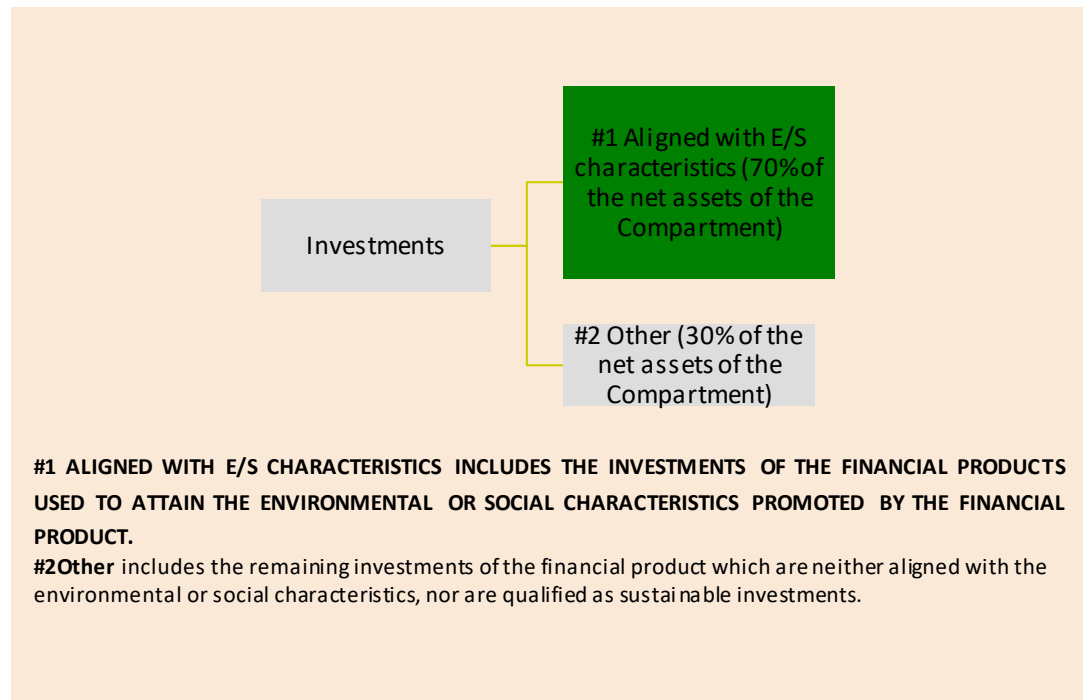 #1 Aligned with E/S
characteristics (70% of
the net assets of the
Compartment)
Investments
#2 Other (30% of the
net assets of the
Compartment)
#1 ALIGNED WITH E/S CHARACTERISTICS INCLUDES THE INVESTMENTS OF THE FINANCIAL PRODUCTS
USED TO ATTAIN THE ENVIRONMENTAL OR SOCIAL CHARACTERISTICS PROMOTED BY THE FINANCIAL
PRODUCT.
#2Other includes the remaining investments of the financial product which are neither aligned with the
environmental or social characteristics, nor are qualified as sustainable investments.